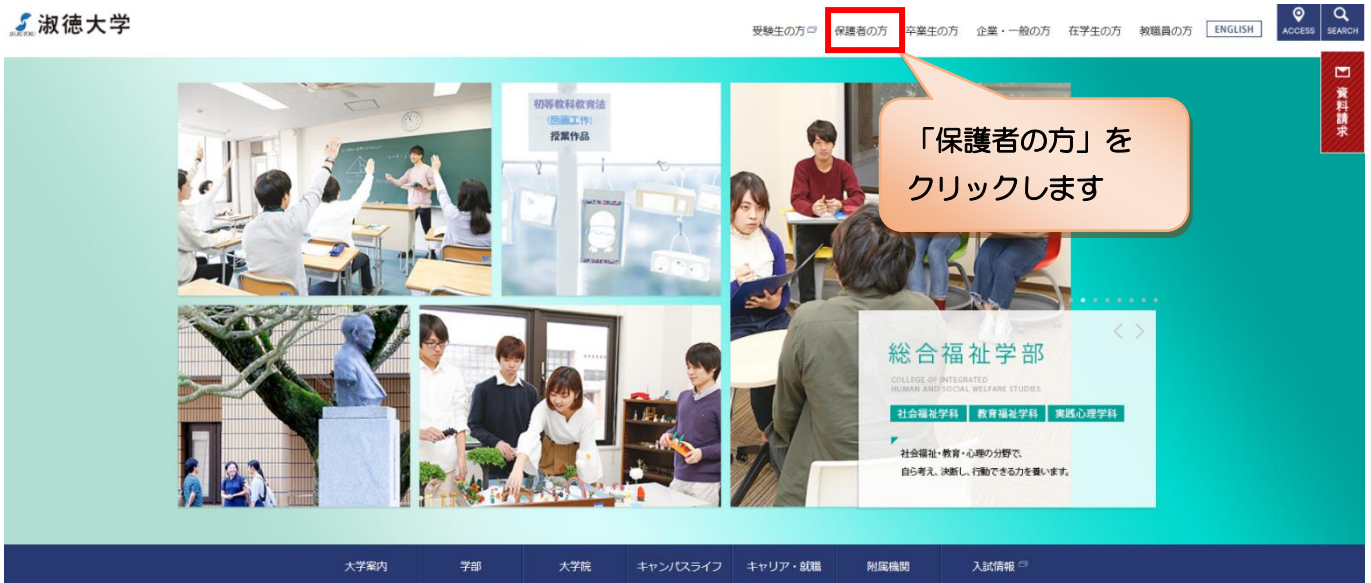 淑徳大学
受験生の方
保護者の方
卒業生の方
企業・一般の方
在学生の方
教職員の方
ENGLISH
ACCESS
SEARCH
資料請求
初等教科教育法
(図画工作)
授業作品
「保護者の方」を
クリックします
総合福祉学部
COLLEGE OF INTEGRATED
HUMAN AND SOCIAL WELFARE STUDIES
社会福祉学科
教育福祉学科
実践心理学科
社会福祉・教育・心理の分野で、
自ら考え、決断し、行動できる力を養います。
大学案内
学部
大学院
キャンパスライフ
キャリア・就職
附属機関
入試情報